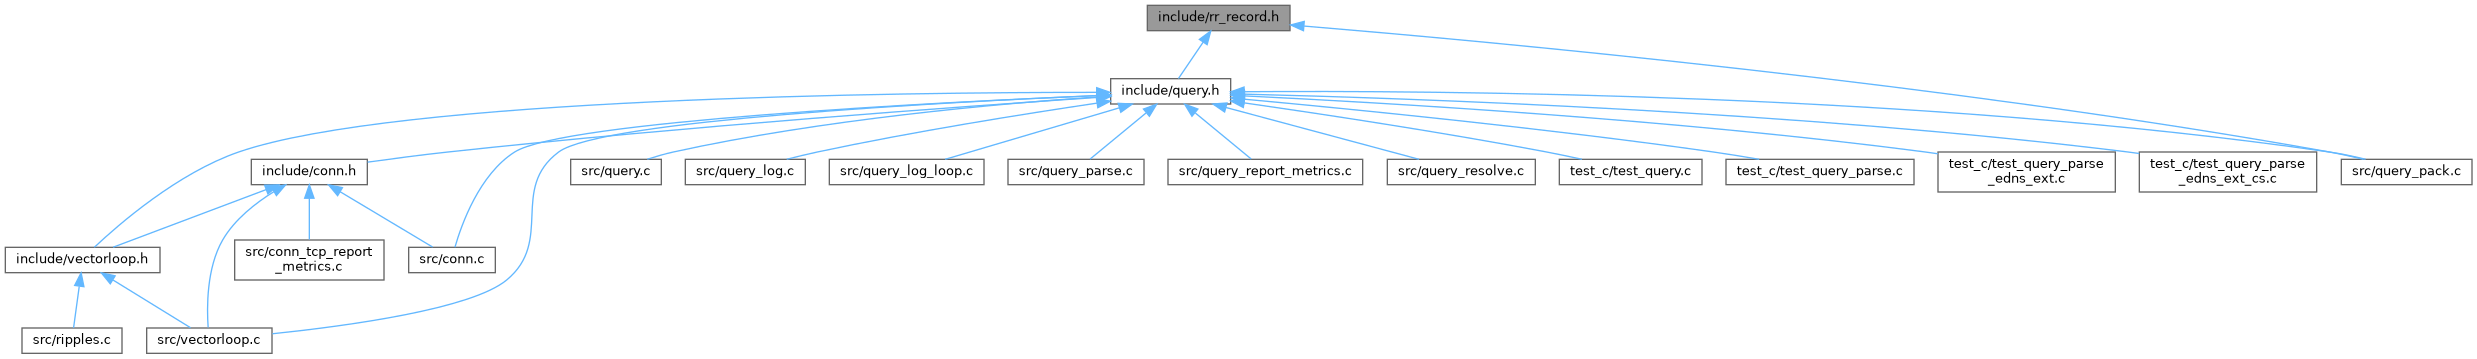 include/rr_record.h
include/query.h
include/conn.h
src/query.c
src/query_log.c
src/query_log_loop.c
src/query_parse.c
src/query_report_metrics.c
src/query_resolve.c
test_c/test_query.c
test_c/test_query_parse.c
test_c/test_query_parse
_edns_ext.c
test_c/test_query_parse
_edns_ext_cs.c
src/query_pack.c
include/vectorloop.h
src/conn_tcp_report
_metrics.c
src/conn.c
src/ripples.c
src/vectorloop.c